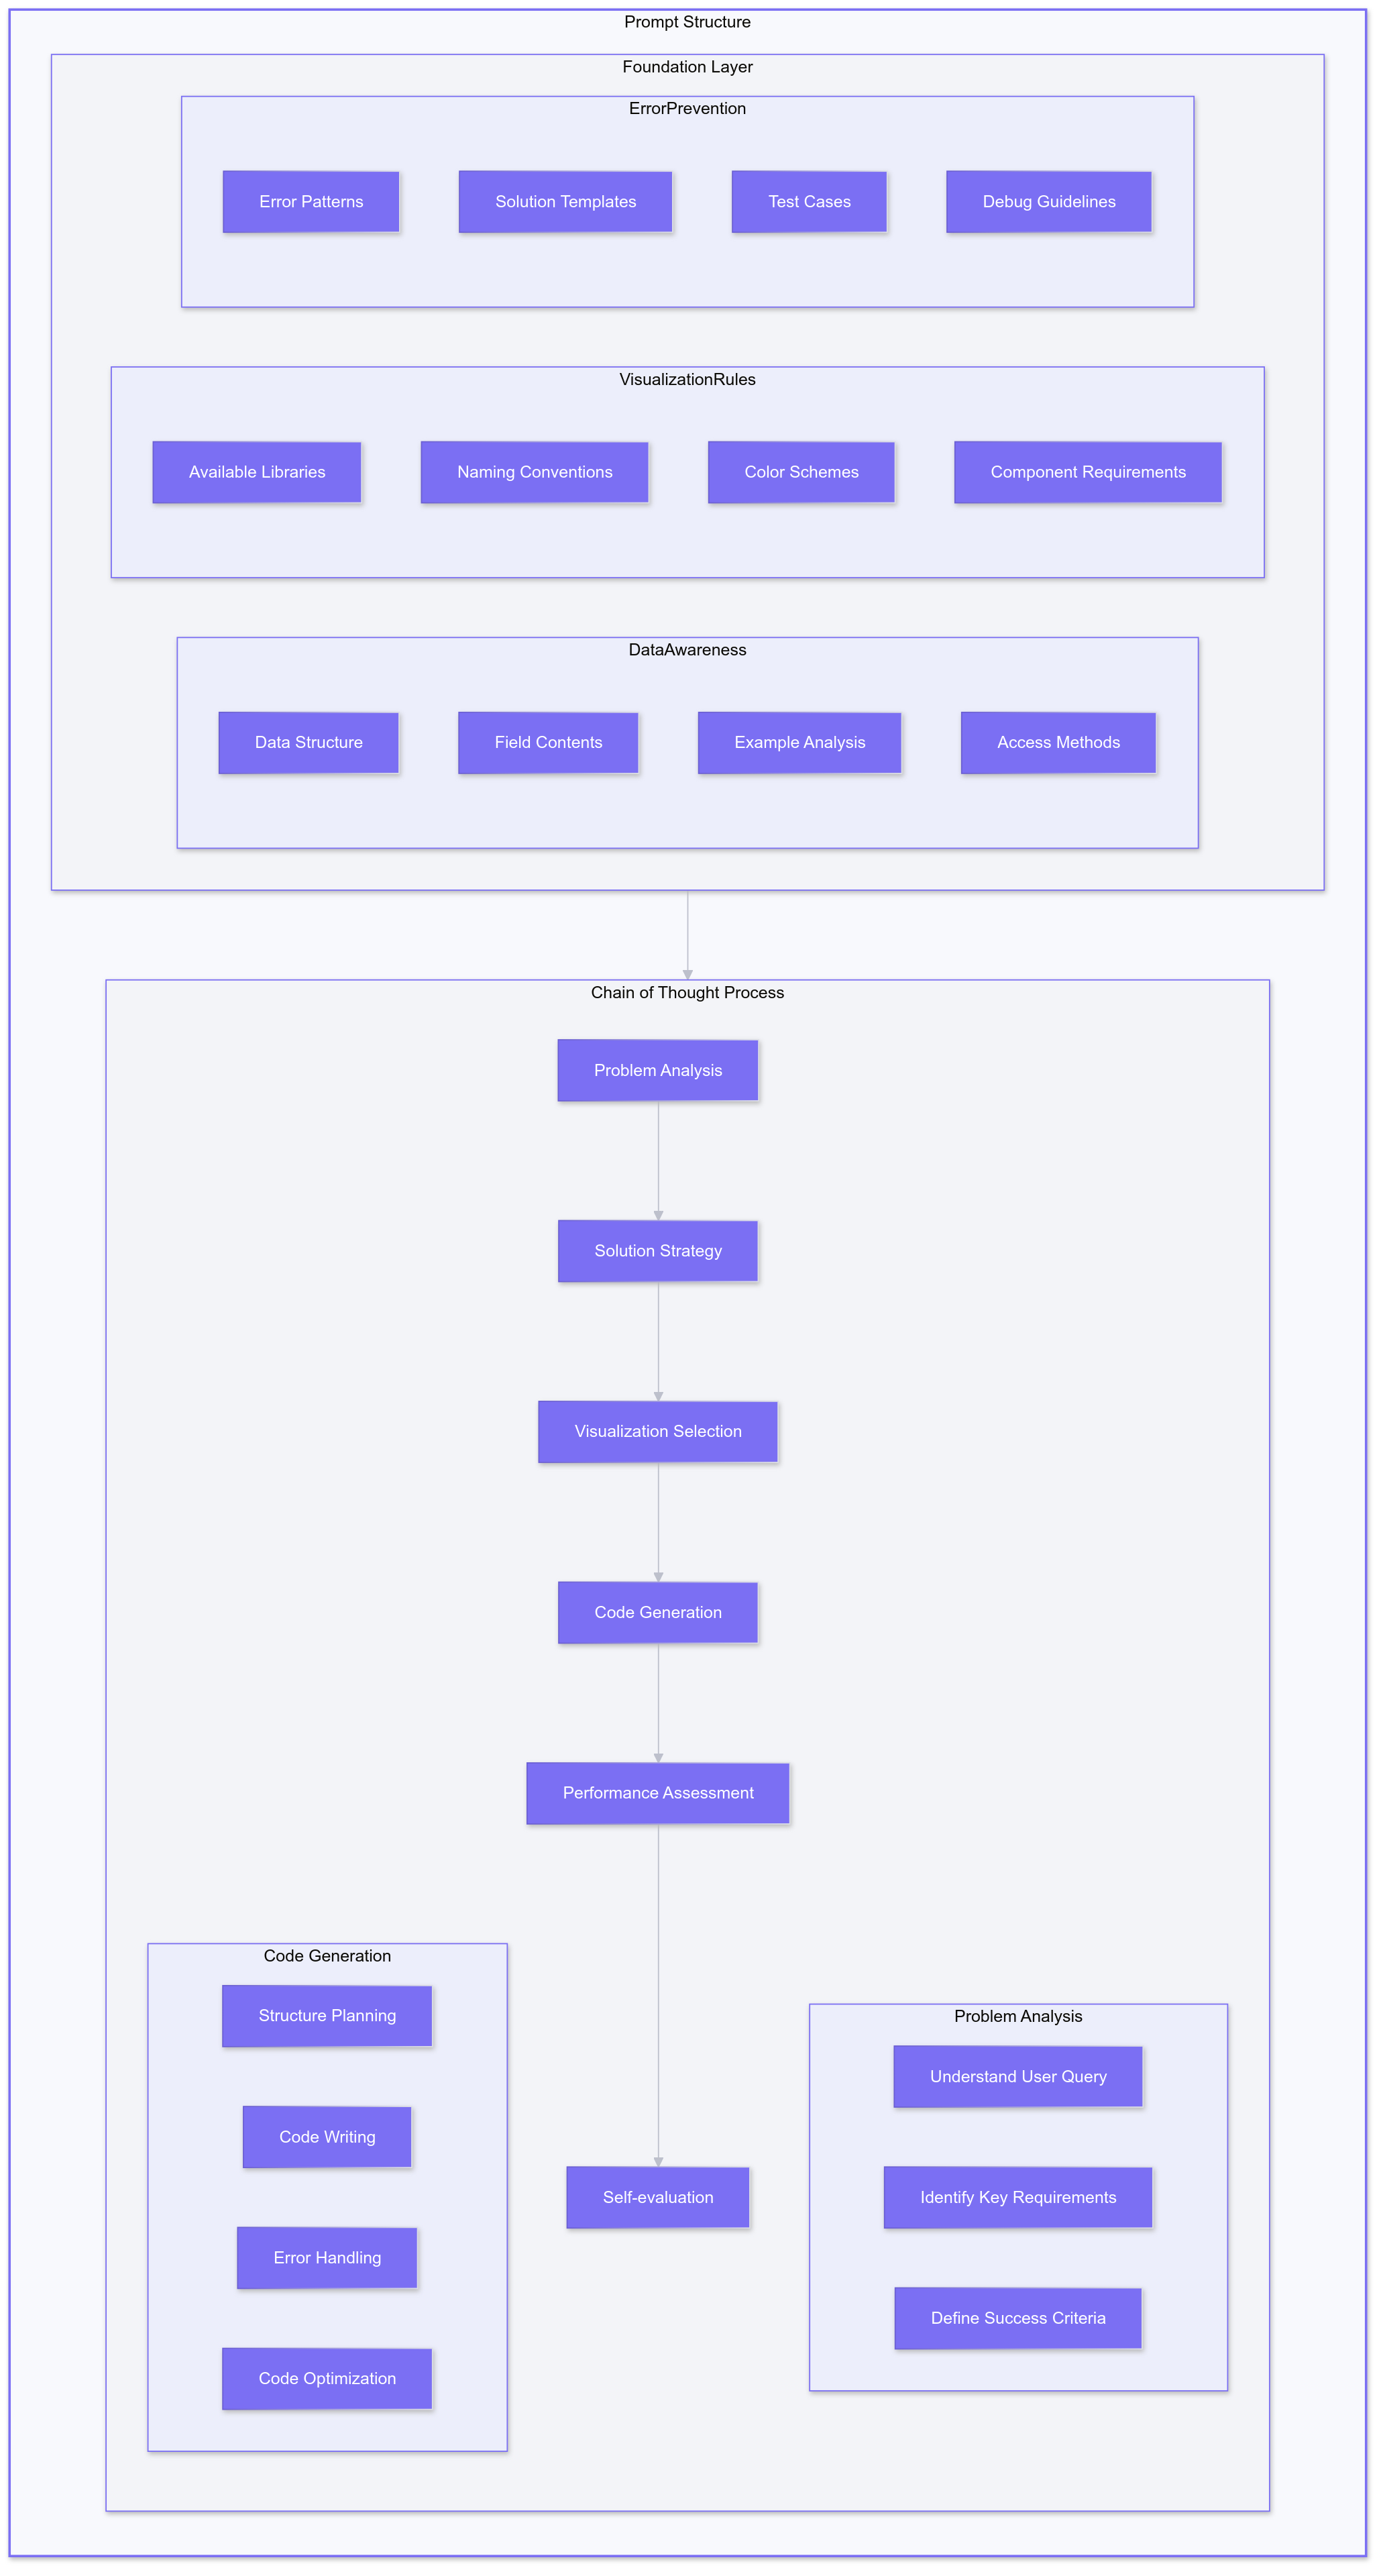 Prompt Structure
Foundation Layer
ErrorPrevention
Error Patterns
Solution Templates
Test Cases
Debug Guidelines
VisualizationRules
Available Libraries
Naming Conventions
Color Schemes
Component Requirements
DataAwareness
Data Structure
Field Contents
Example Analysis
Access Methods
Chain of Thought Process
Problem Analysis
Solution Strategy
Visualization Selection
Code Generation
Performance Assessment
Self-evaluation
Code Generation
Structure Planning
Code Writing
Error Handling
Code Optimization
Problem Analysis
Understand User Query
Identify Key Requirements
Define Success Criteria